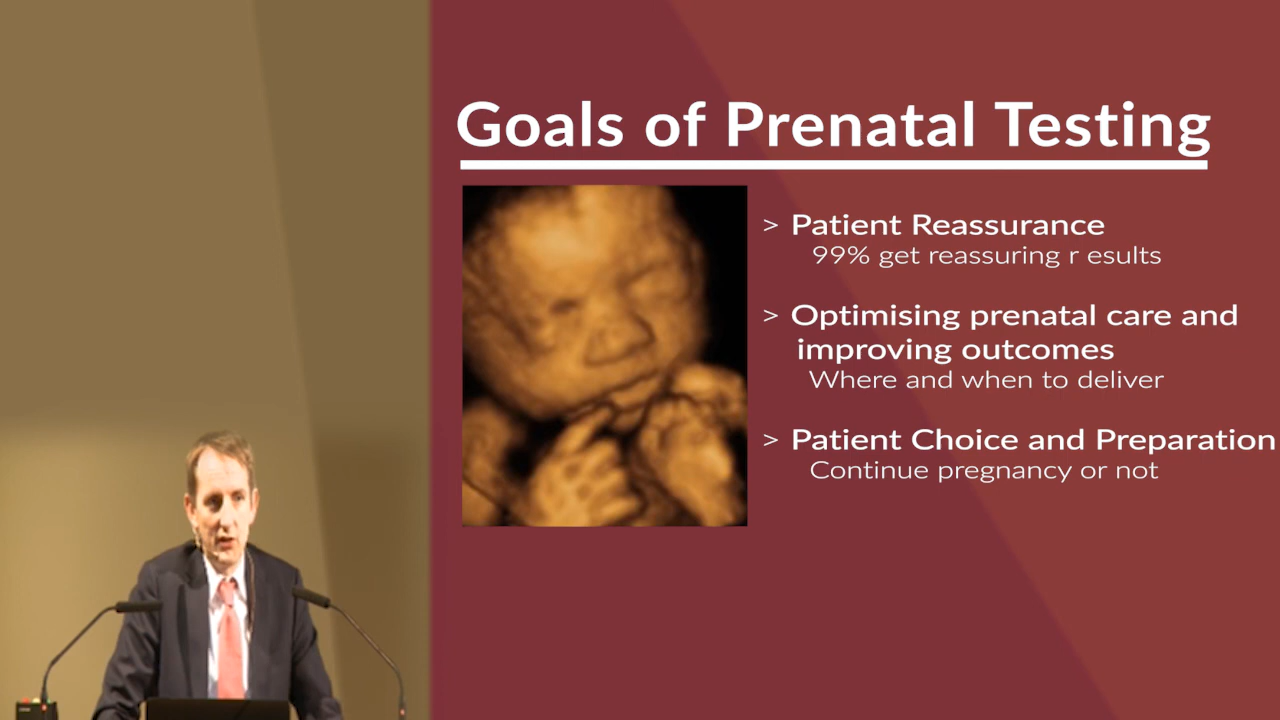 Goals of Prenatal Testing
> Patient Reassurance
99% get reassuring r esults
> Optimising prenatal care and
improving outcomes
Where and when to deliver
> Patient Choice and Preparation
Continue pregnancy or not